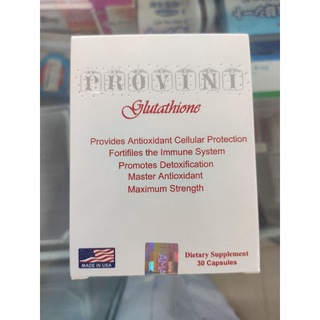 PROVINI
Glutathione
Provides Antioxidant Cellular Protection
Fortifiles the Immune System
Promotes Detoxification
Master Antioxidant
Maximum Strength
MADE IN USA
Dietary Supplement
30 Capsules